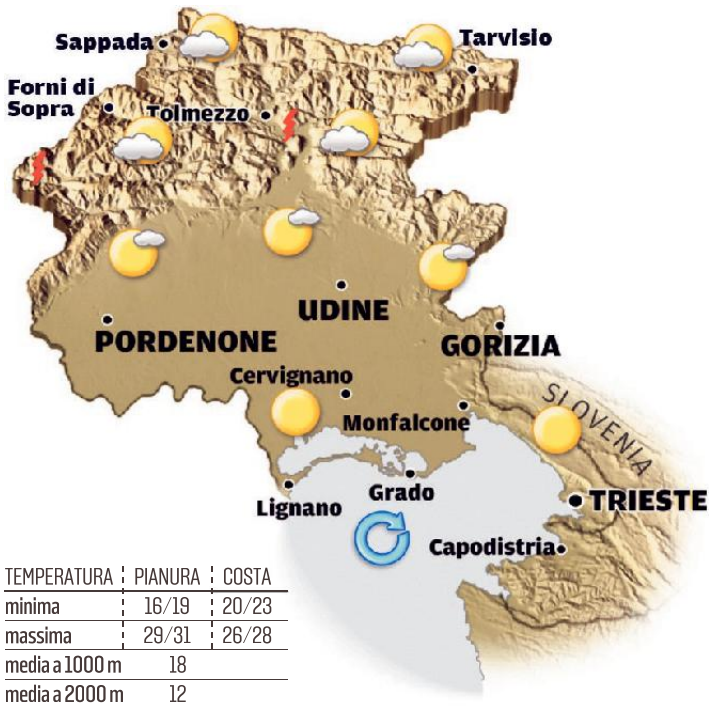 Sappada
Tarvisio
Forni di
Sopra
Tolmezzo
UDINE
PORDENONE
GORIZIA
Cervignano
SLOVENIA
Monfalcone
Grado
Lignano
TRIESTE
Capodistria
TEMPERATURA PIANURA COSTA
minima 16/19 20/23
massima 29/31 26/28
media a 1000 m 18
media a 2000 m 12